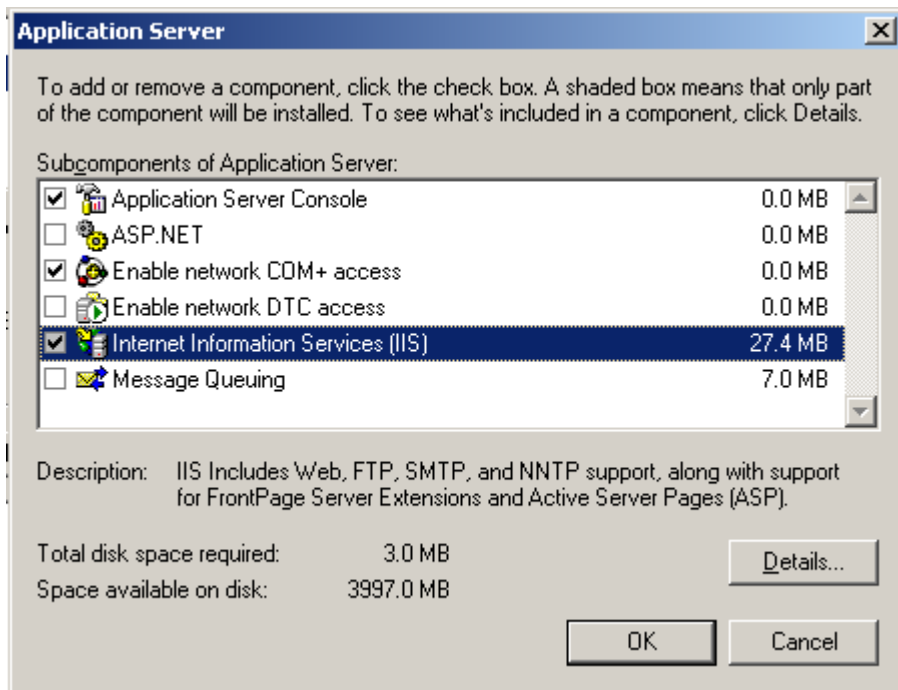 Application Server
To add or remove a component, click the check box. A shaded box means that only part
of the component will be installed. To see what's included in a component, click Details.
Subcomponents of Application Server:
Application Server Console 0.0 MB
ASP.NET 0.0 MB
Enable network COM+ access 0.0 MB
Enable network DTC access 0.0 MB
Internet Information Services (IIS) 27.4 MB
Message Queuing 7.0 MB
Description: IIS Includes Web, FTP, SMTP, and NNTP support, along with support
for FrontPage Server Extensions and Active Server Pages (ASP).
Total disk space required: 3.0 MB
Space available on disk: 3997.0 MB
Details...
OK Cancel